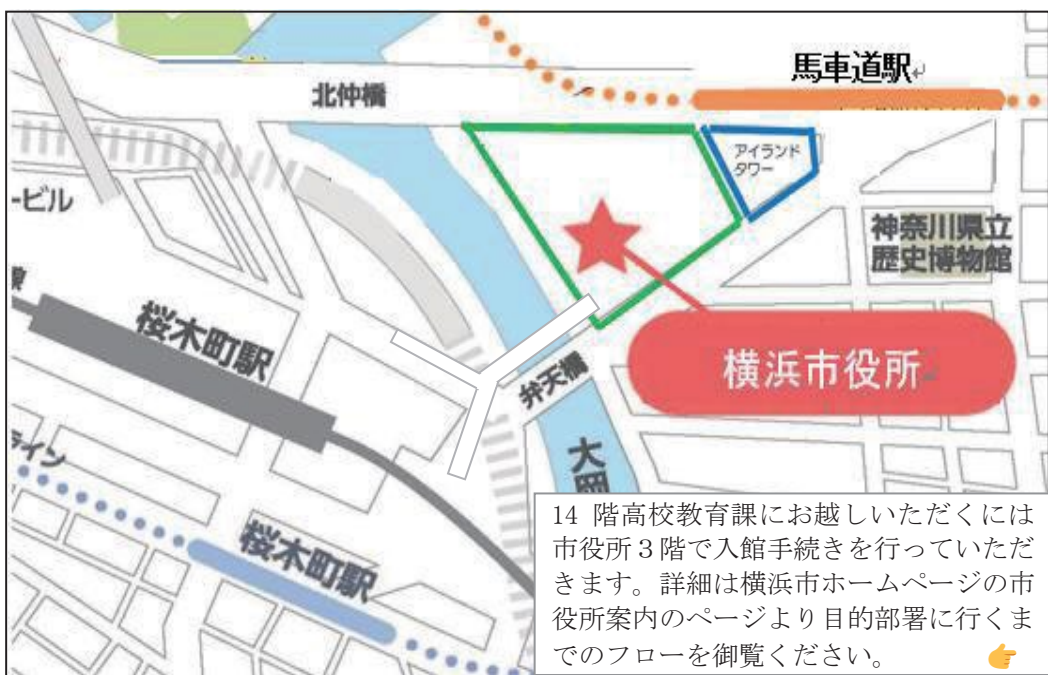 馬車道駅
北仲橋
アイランド
タワー
ービル
神奈川県立
歴史博物館
線
桜木町駅
横浜市役所
弁天橋
ライン
大岡
桜木町駅
14 階高校教育課にお越しいただくには
市役所３階で入館手続きを行っていただ
きます。詳細は横浜市ホームページの市
役所案内のページより目的部署に行くま
でのフローを御覧ください。 👉